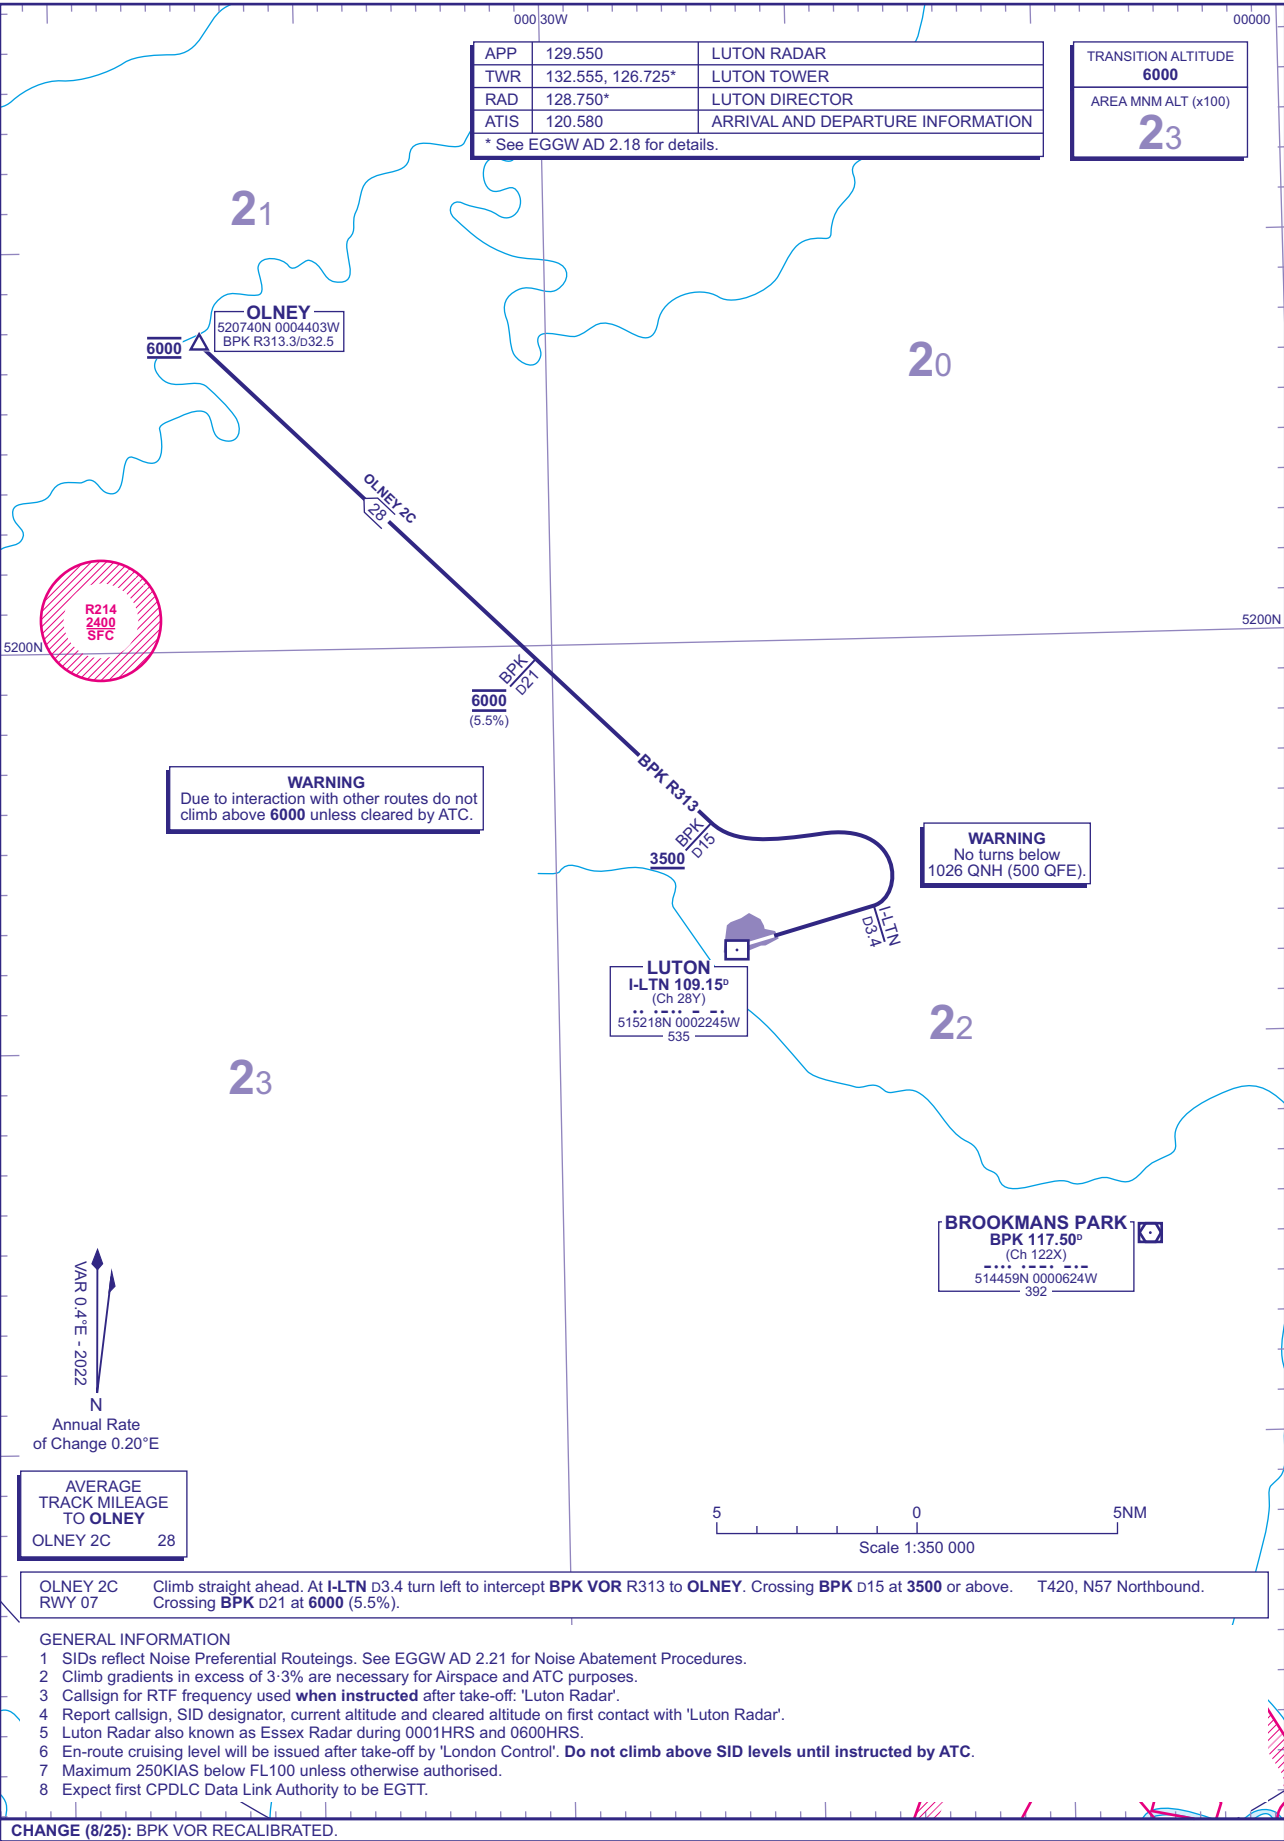 000 30W
00000
APP 129.550 LUTON RADAR
TWR 132.555, 126.725* LUTON TOWER
RAD 128.750* LUTON DIRECTOR
ATIS 120.580 ARRIVAL AND DEPARTURE INFORMATION
* See EGGW AD 2.18 for details.
TRANSITION ALTITUDE
6000
AREA MNM ALT (x100)
23
21
OLNEY
520740N 0004403W
BPK R313.3/D32.5
6000
20
OLNEY 2C
28
R214
2400
SFC
5200N
5200N
BPK
D21
6000
(5.5%)
BPK R313
WARNING
Due to interaction with other routes do not
climb above 6000 unless cleared by ATC.
BPK
D15
3500
WARNING
No turns below
1026 QNH (500 QFE).
I-LTN
D3.4
LUTON
I-LTN 109.15D
(Ch 28Y)
515218N 0002245W
535
22
23
BROOKMANS PARK
BPK 117.50D
(Ch 122X)
514459N 0000624W
392
VAR 0.4°E - 2022
N
Annual Rate
of Change 0.20°E
AVERAGE
TRACK MILEAGE
TO OLNEY
OLNEY 2C 28
5 0 5NM
Scale 1:350 000
OLNEY 2C Climb straight ahead. At I-LTN D3.4 turn left to intercept BPK VOR R313 to OLNEY. Crossing BPK D15 at 3500 or above. T420, N57 Northbound.
RWY 07 Crossing BPK D21 at 6000 (5.5%).
GENERAL INFORMATION
1 SIDs reflect Noise Preferential Routeings. See EGGW AD 2.21 for Noise Abatement Procedures.
2 Climb gradients in excess of 3·3% are necessary for Airspace and ATC purposes.
3 Callsign for RTF frequency used when instructed after take-off: 'Luton Radar'.
4 Report callsign, SID designator, current altitude and cleared altitude on first contact with 'Luton Radar'.
5 Luton Radar also known as Essex Radar during 0001HRS and 0600HRS.
6 En-route cruising level will be issued after take-off by 'London Control'. Do not climb above SID levels until instructed by ATC.
7 Maximum 250KIAS below FL100 unless otherwise authorised.
8 Expect first CPDLC Data Link Authority to be EGTT.
CHANGE (8/25): BPK VOR RECALIBRATED.